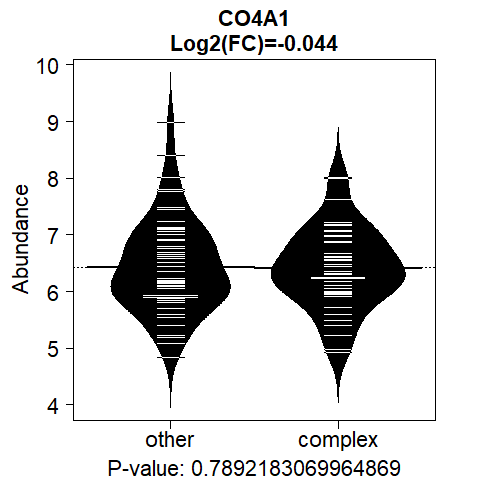 CO4A1
Log2(FC)=-0.044
Abundance
10
9
8
7
6
5
4
other complex
P-value: 0.7892183069964869